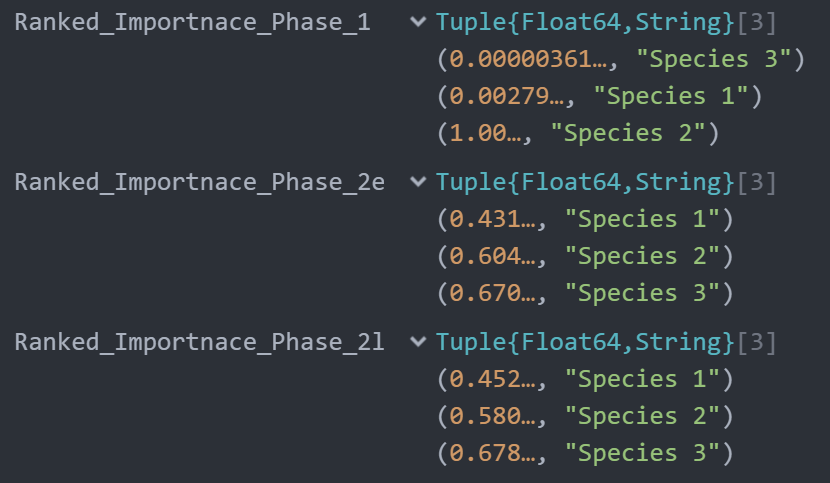 Ranked_Importnace_Phase_1 Tuple{Float64,String}[3]
(0.00000361…, "Species 3")
(0.00279…, "Species 1")
(1.00…, "Species 2")
Ranked_Importnace_Phase_2e Tuple{Float64,String}[3]
(0.431…, "Species 1")
(0.604…, "Species 2")
(0.670…, "Species 3")
Ranked_Importnace_Phase_2l Tuple{Float64,String}[3]
(0.452…, "Species 1")
(0.580…, "Species 2")
(0.678…, "Species 3")